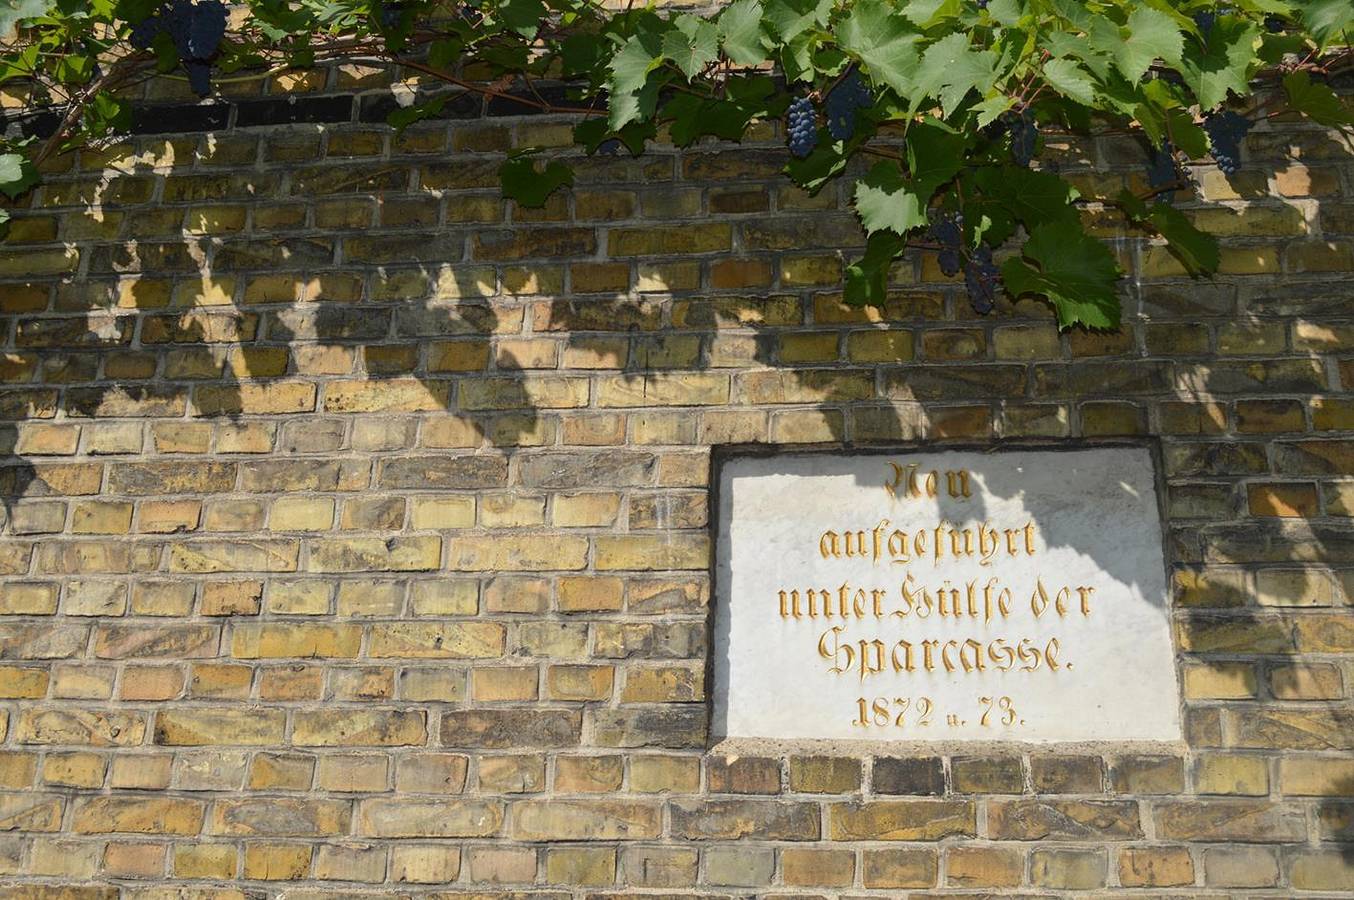 Neu
aufgeführt
unter Hülfe der
Sparcasse.
1872 u. 73.